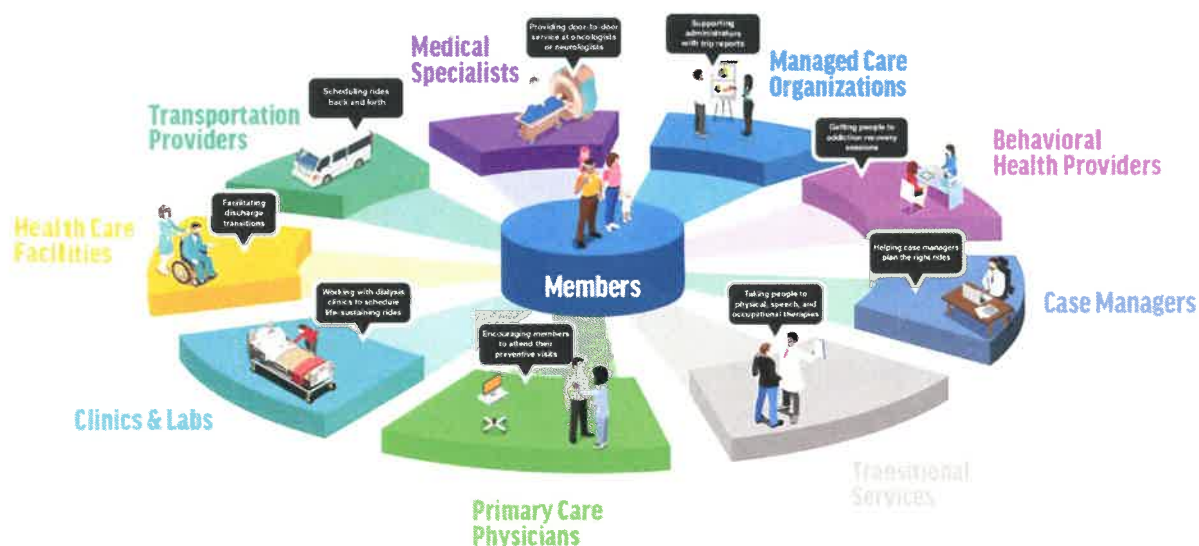 Medical
Specialists
Providing door-to-door
service at oncologists
or neurologists
Supporting
administrators
with trip reports
Managed Care
Organizations
Transportation
Providers
Scheduling rides
back and forth
Getting people to
addiction recovery
sessions
Behavioral
Health Providers
Health Care
Facilities
Facilitating
discharge
transitions
Members
Helping case managers
plan the right rides
Case Managers
Clinics & Labs
Working with dialysis
clinics to schedule
life-sustaining rides
Encouraging members
to attend their
preventive visits
Primary Care
Physicians
Taking people to
physical, speech, and
occupational therapies
Transitional
Services